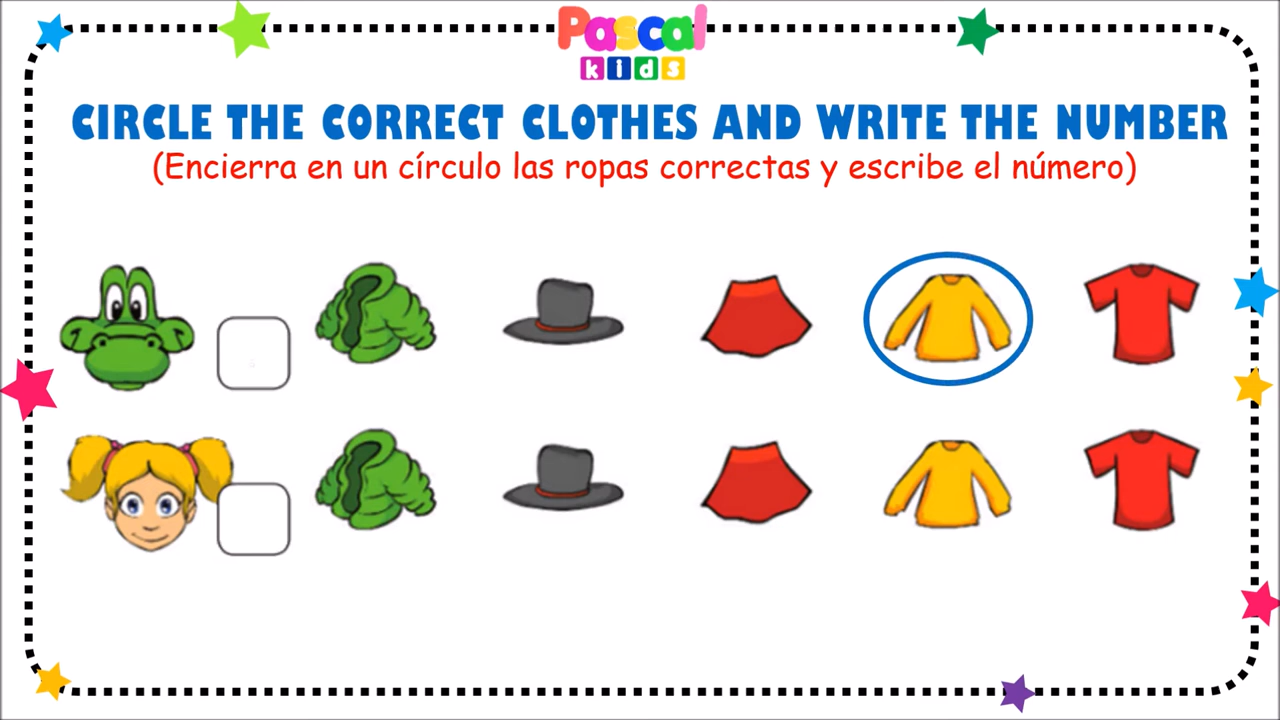 Pascal
kids
CIRCLE THE CORRECT CLOTHES AND WRITE THE NUMBER
(Encierra en un círculo las ropas correctas y escribe el número)